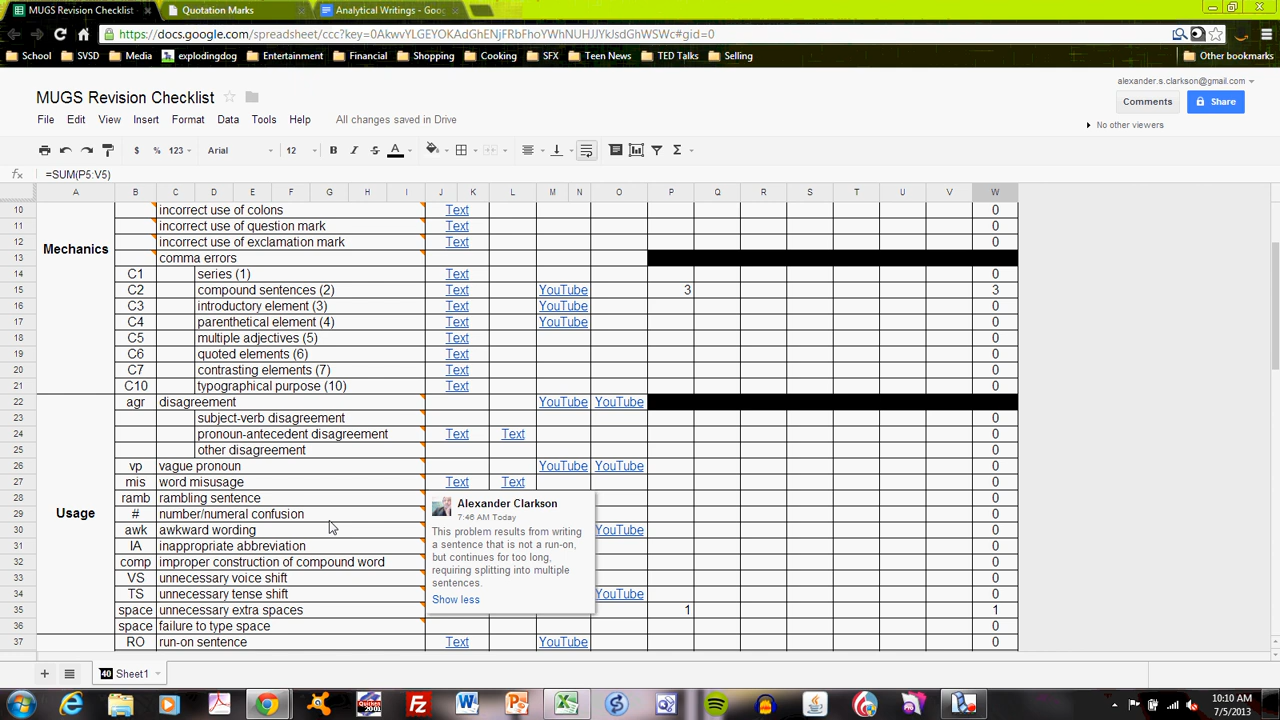 MUGS Revision Checklist
Quotation Marks
Analytical Writings - Goog
https://docs.google.com/spreadsheet/ccc?key=0AkwvYLGEYOKAdGhENjFRbFhoYWhNUHJJYkJsdGhWSWc#gid=0
School SVSD Media explodingdog Entertainment Financial Shopping Cooking SFX Teen News TED Talks Selling Other bookmarks
alexander.s.clarkson@gmail.com
MUGS Revision Checklist
Comments Share
File Edit View Insert Format Data Tools Help All changes saved in Drive
No other viewers
$ % 123 Arial 12 B I S A Σ
fx =SUM(P5:V5)
A B C D E F G H I J K L M N O P Q R S T U V W
10 incorrect use of colons Text 0
11 incorrect use of question mark Text 0
12 Mechanics incorrect use of exclamation mark Text 0
13 comma errors
14 C1 series (1) Text 0
15 C2 compound sentences (2) Text YouTube 3 3
16 C3 introductory element (3) Text YouTube 0
17 C4 parenthetical element (4) Text YouTube 0
18 C5 multiple adjectives (5) Text 0
19 C6 quoted elements (6) Text 0
20 C7 contrasting elements (7) Text 0
21 C10 typographical purpose (10) Text 0
22 agr disagreement YouTube YouTube
23 subject-verb disagreement 0
24 pronoun-antecedent disagreement Text Text 0
25 other disagreement 0
26 vp vague pronoun YouTube YouTube 0
27 mis word misusage Text Text 0
28 ramb rambling sentence 0
29 Usage # number/numeral confusion 0
30 awk awkward wording YouTube 0
31 IA inappropriate abbreviation 0
32 comp improper construction of compound word 0
33 VS unnecessary voice shift 0
34 TS unnecessary tense shift YouTube 0
35 space unnecessary extra spaces 1 1
36 space failure to type space 0
37 RO run-on sentence Text YouTube 0
Alexander Clarkson
7:46 AM Today
This problem results from writing
a sentence that is not a run-on,
but continues for too long,
requiring splitting into multiple
sentences.
Show less
40 Sheet1
10:10 AM
7/5/2013